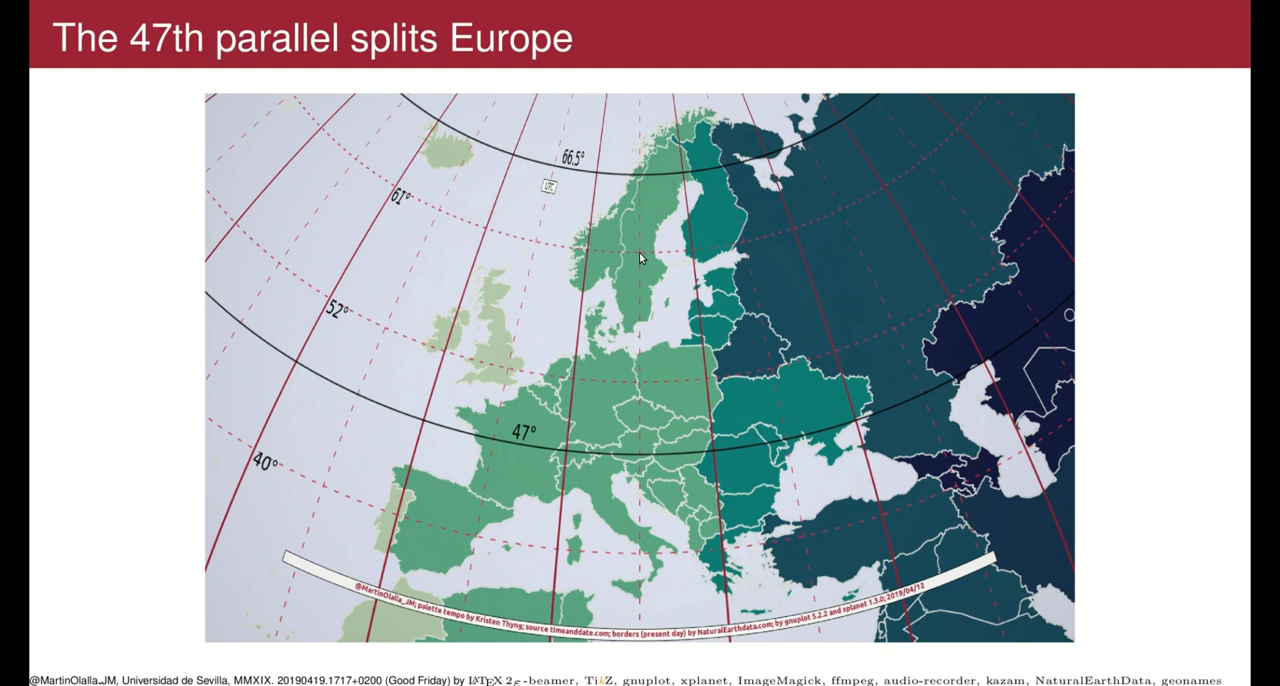 The 47th parallel splits Europe
66.5°
UTC
61°
52°
47°
40°
@MartinOlalla_JM; palette tempo by Kristen Thyng; source timeanddate.com; borders (present day) by NaturalEarthdata.com; by gnuplot 5.2.2 and xplanet 1.3.0; 2019/04/12
@MartinOlalla_JM, Universidad de Sevilla, MMXIX. 20190419.1717+0200 (Good Friday) by LATEX 2ε-beamer, TikZ, gnuplot, xplanet, ImageMagick, ffmpeg, audio-recorder, kazam, NaturalEarthData, geonames